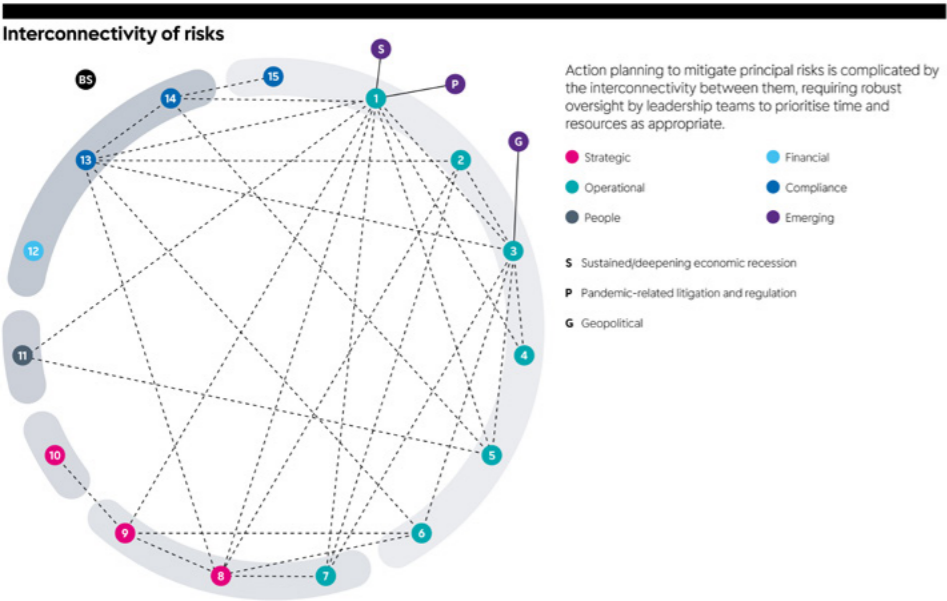 Interconnectivity of risks
BS
S
P
G
1
2
3
4
5
6
7
8
9
10
11
12
13
14
15
Action planning to mitigate principal risks is complicated by
the interconnectivity between them, requiring robust
oversight by leadership teams to prioritise time and
resources as appropriate.
Strategic
Financial
Operational
Compliance
People
Emerging
S Sustained/deepening economic recession
P Pandemic-related litigation and regulation
G Geopolitical